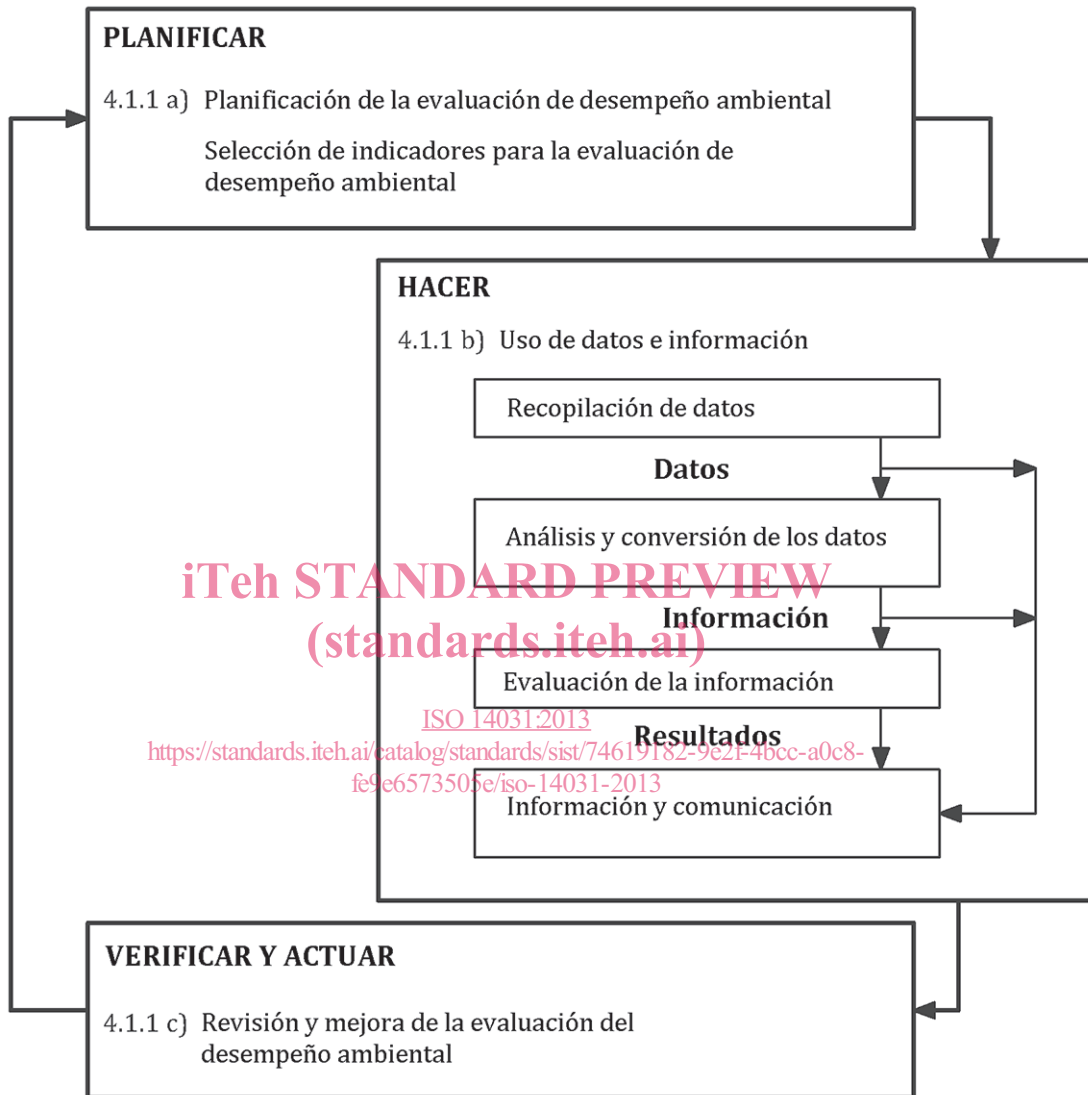 PLANIFICAR
4.1.1 a) Planificación de la evaluación de desempeño ambiental
Selección de indicadores para la evaluación de
desempeño ambiental
HACER
4.1.1 b) Uso de datos e información
Recopilación de datos
Datos
Análisis y conversión de los datos
iTeh STANDARD PREVIEW
Información
(standards.iteh.ai)
Evaluación de la información
ISO 14031:2013
Resultados
https://standards.iteh.ai/catalog/standards/sist/74619182-9e2f-4bcc-a0c8-
fe9e6573505e/iso-14031-2013
Información y comunicación
VERIFICAR Y ACTUAR
4.1.1 c) Revisión y mejora de la evaluación del
desempeño ambiental